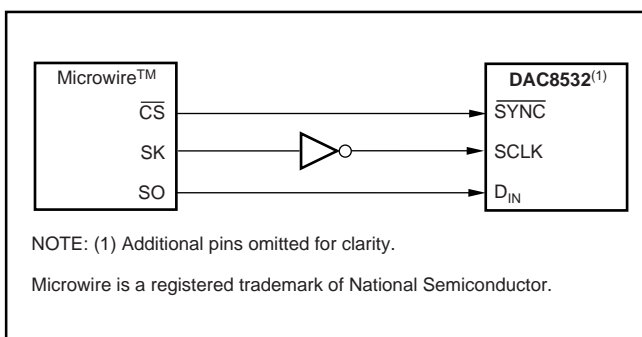 Microwire™ DAC8532(1)
CS SYNC
SK SCLK
SO DIN
NOTE: (1) Additional pins omitted for clarity.
Microwire is a registered trademark of National Semiconductor.